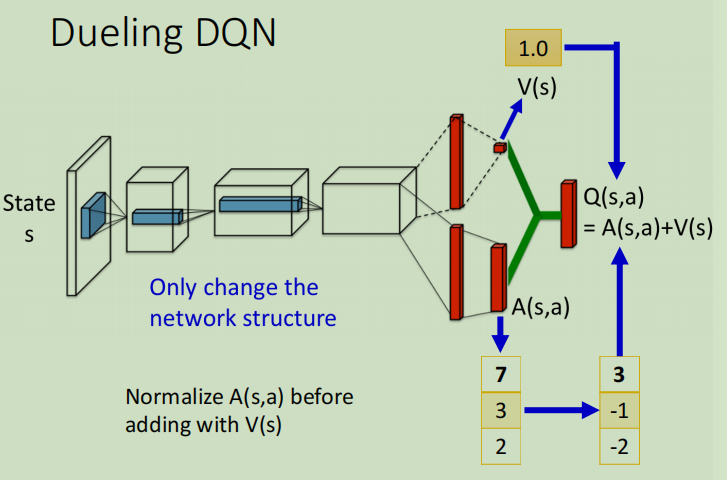 Dueling DQN
1.0
V(s)
State
s
Q(s,a)
= A(s,a)+V(s)
Only change the
network structure
A(s,a)
Normalize A(s,a) before
adding with V(s)
7
3
2
3
-1
-2